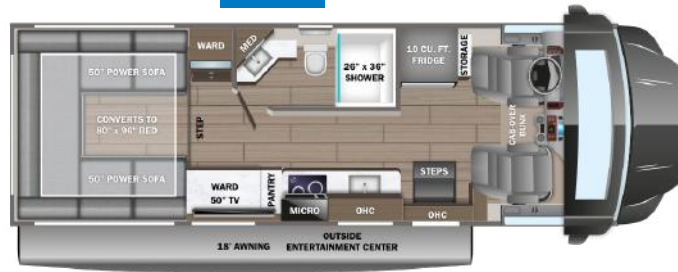 WARD
MED
50" POWER SOFA
26" x 36"
SHOWER
10 CU. FT.
FRIDGE
STORAGE
CONVERTS TO
80" x 96" BED
STEP
CAB-OVER
BUNK
50" POWER SOFA
WARD
50" TV
PANTRY
MICRO
OHC
STEPS
OHC
18' AWNING
OUTSIDE
ENTERTAINMENT CENTER